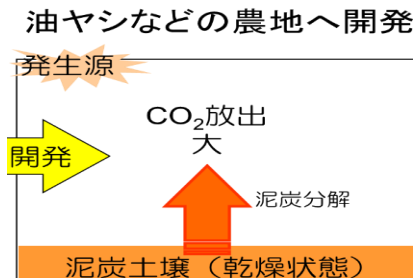 油ヤシなどの農地へ開発
発生源
CO₂放出
大
開発
泥炭分解
泥炭土壌（乾燥状態）